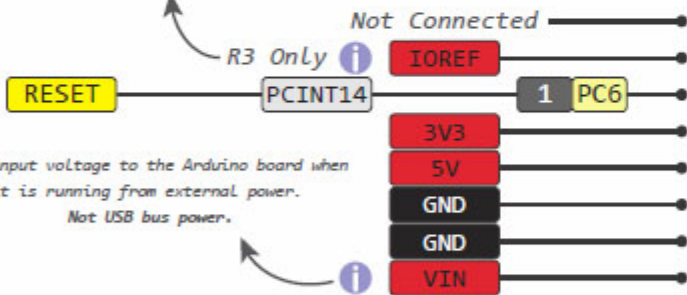 Not Connected
R3 Only i IOREF
RESET PCINT14 1 PC6
3V3
nput voltage to the Arduino board when
5V
t is running from external power.
GND
Not USB bus power.
GND
i VIN